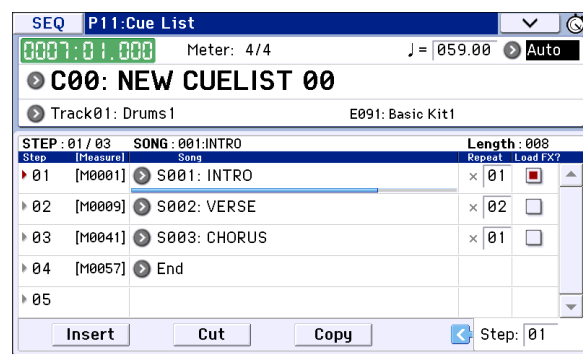 SEQ P11:Cue List
0007:01.000 Meter: 4/4 ♩= 059.00 Auto
C00: NEW CUELIST 00
Track01: Drums1 E091: Basic Kit1
STEP : 01 / 03 SONG : 001:INTRO Length : 008
Step [Measure] Song Repeat Load FX?
01 [M0001] S001: INTRO × 01
02 [M0009] S002: VERSE × 02
03 [M0041] S003: CHORUS × 01
04 [M0057] End
05
Insert Cut Copy Step: 01